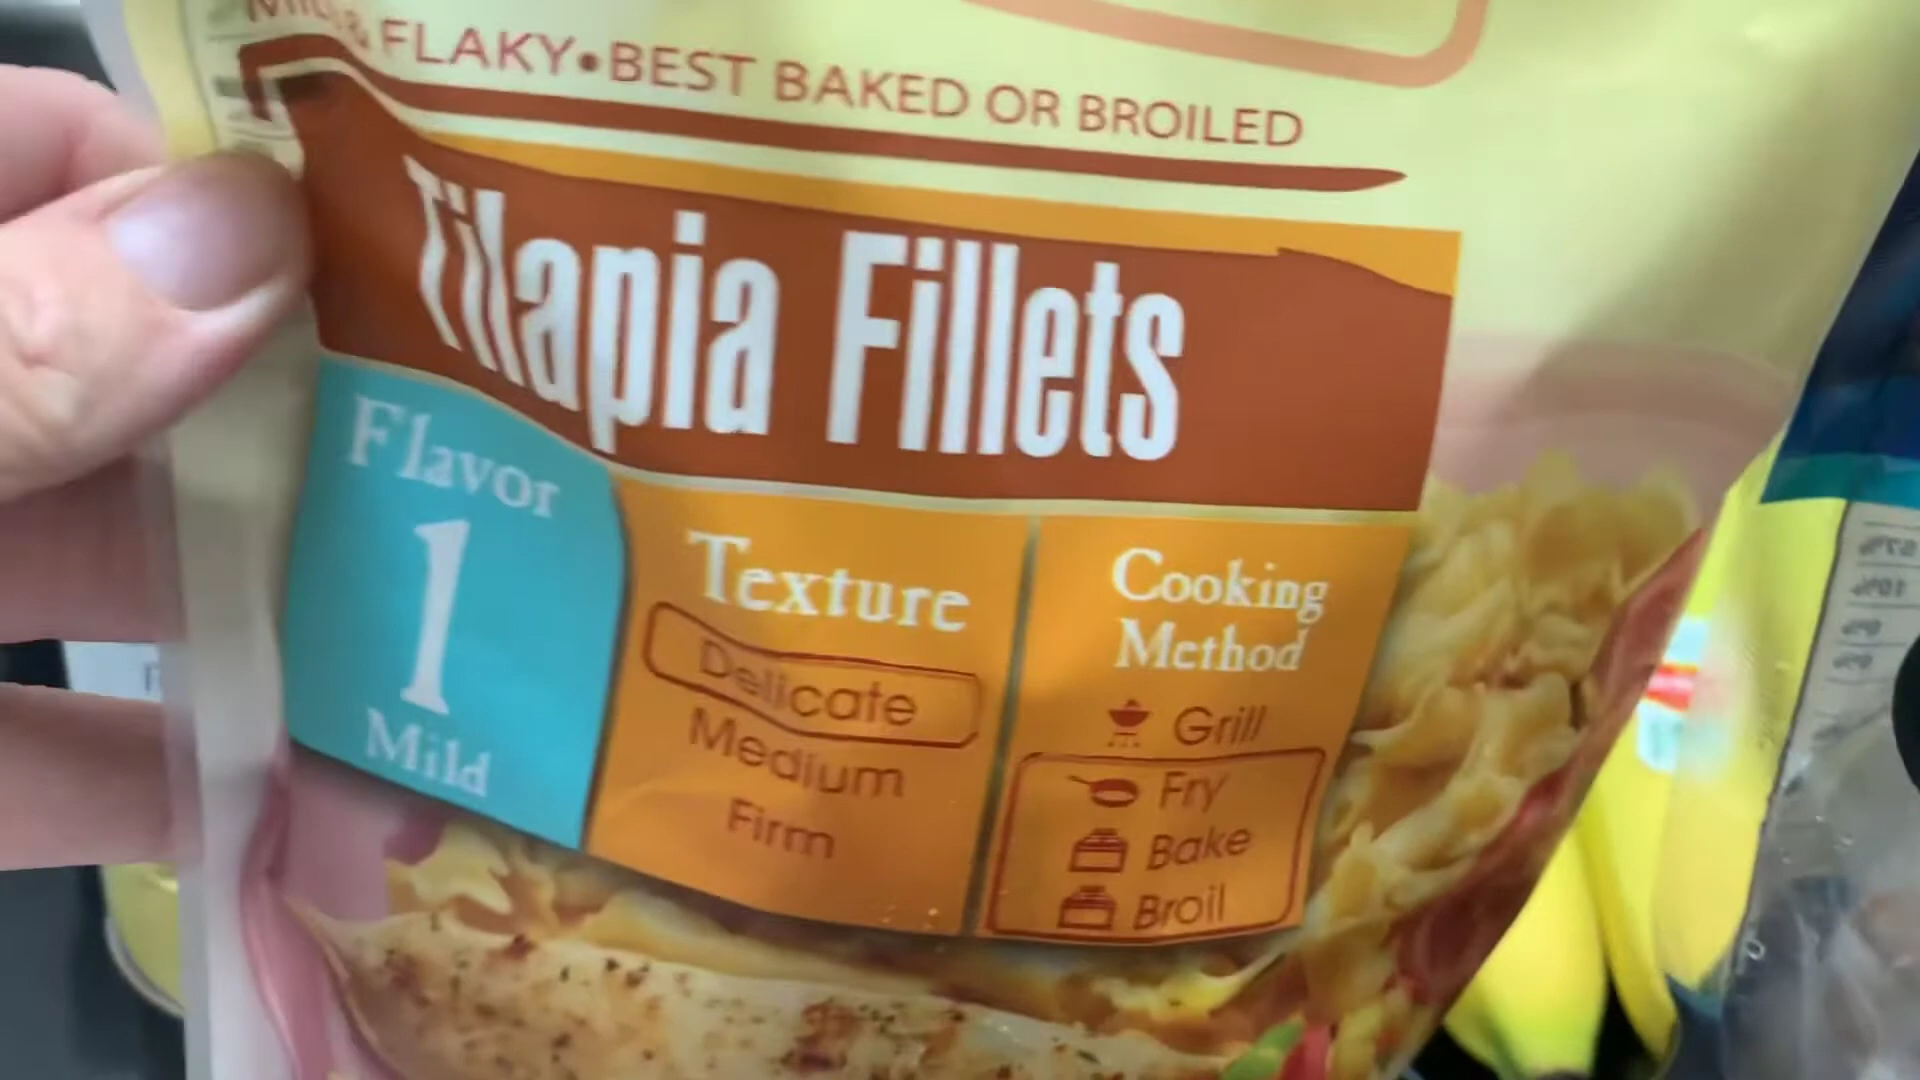 MILD & FLAKY • BEST BAKED OR BROILED
Tilapia Fillets
Flavor
1
Mild
Texture
Delicate
Medium
Firm
Cooking
Method
Grill
Fry
Bake
Broil